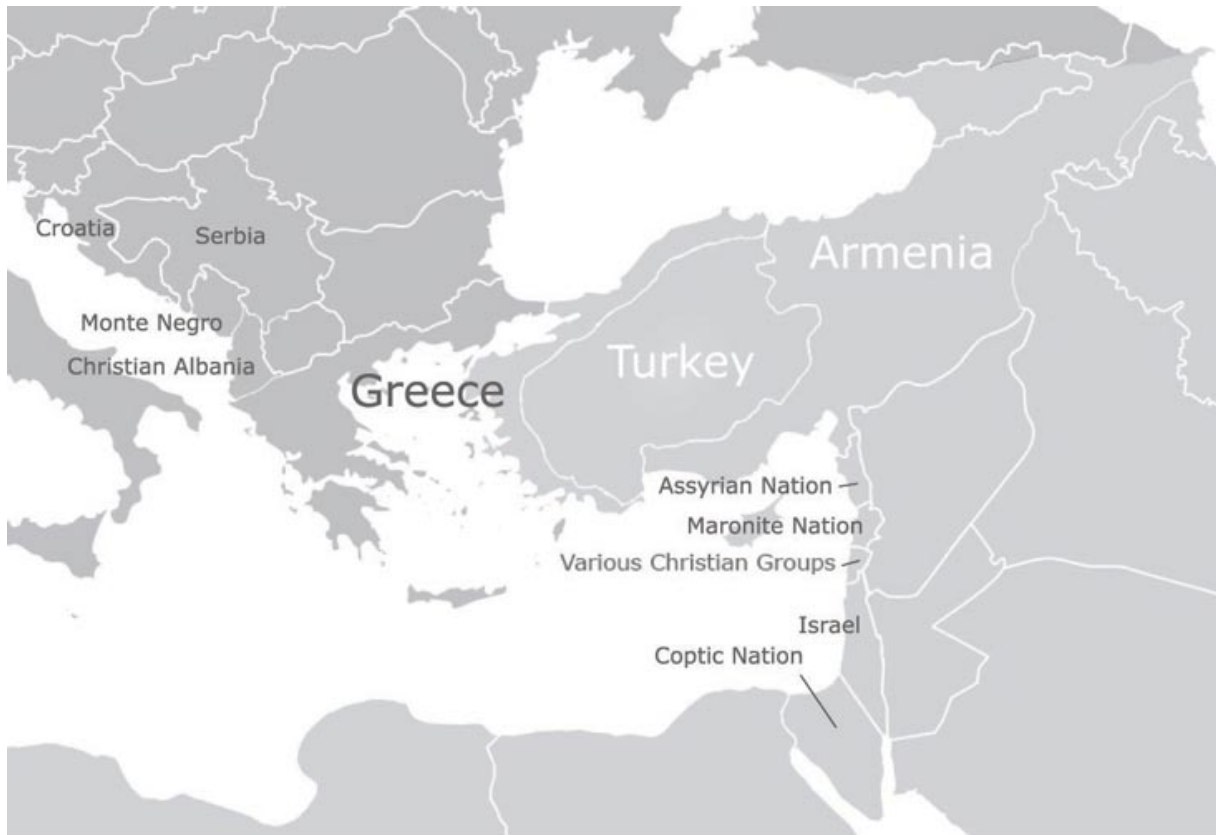 Croatia
Serbia
Armenia
Monte Negro
Turkey
Christian Albania
Greece
Assyrian Nation
Maronite Nation
Various Christian Groups
Israel
Coptic Nation